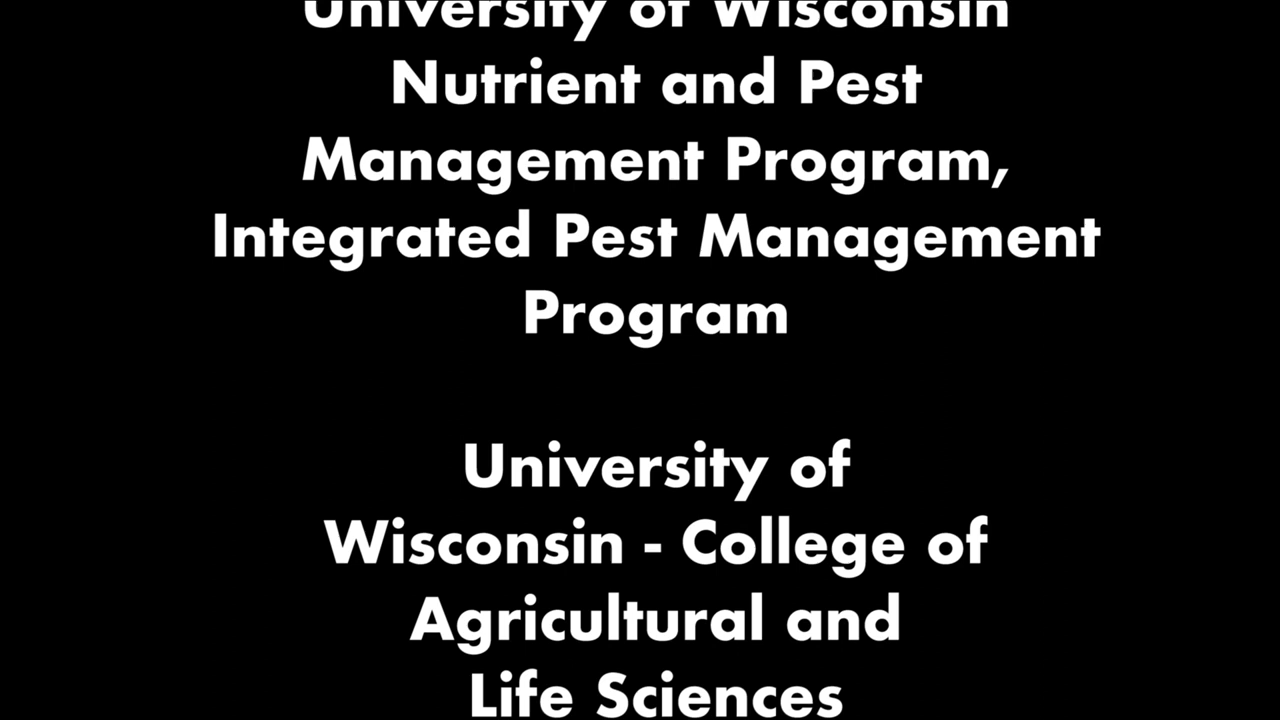 University of Wisconsin
Nutrient and Pest
Management Program,
Integrated Pest Management
Program
University of
Wisconsin - College of
Agricultural and
Life Sciences